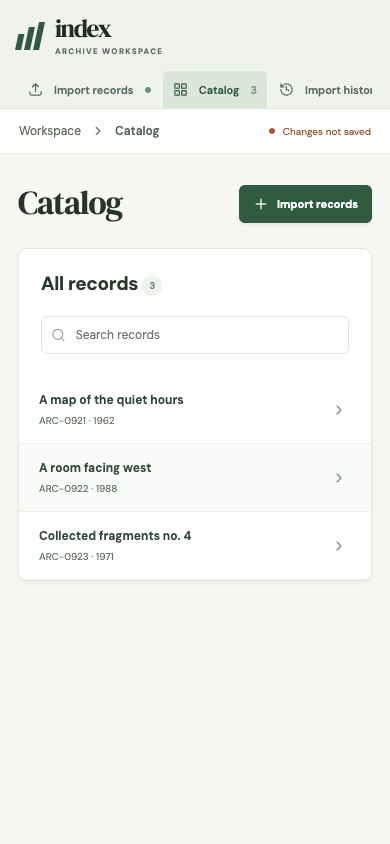 index
ARCHIVE WORKSPACE
Import records
Catalog 3
Import histor
Workspace > Catalog
Changes not saved
Catalog
+ Import records
All records 3
Search records
A map of the quiet hours
ARC-0921 · 1962
A room facing west
ARC-0922 · 1988
Collected fragments no. 4
ARC-0923 · 1971